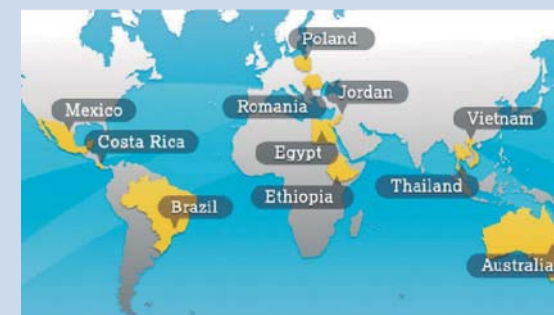 Poland
Jordan
Romania
Mexico
Vietnam
Costa Rica
Egypt
Thailand
Ethiopia
Brazil
Australia